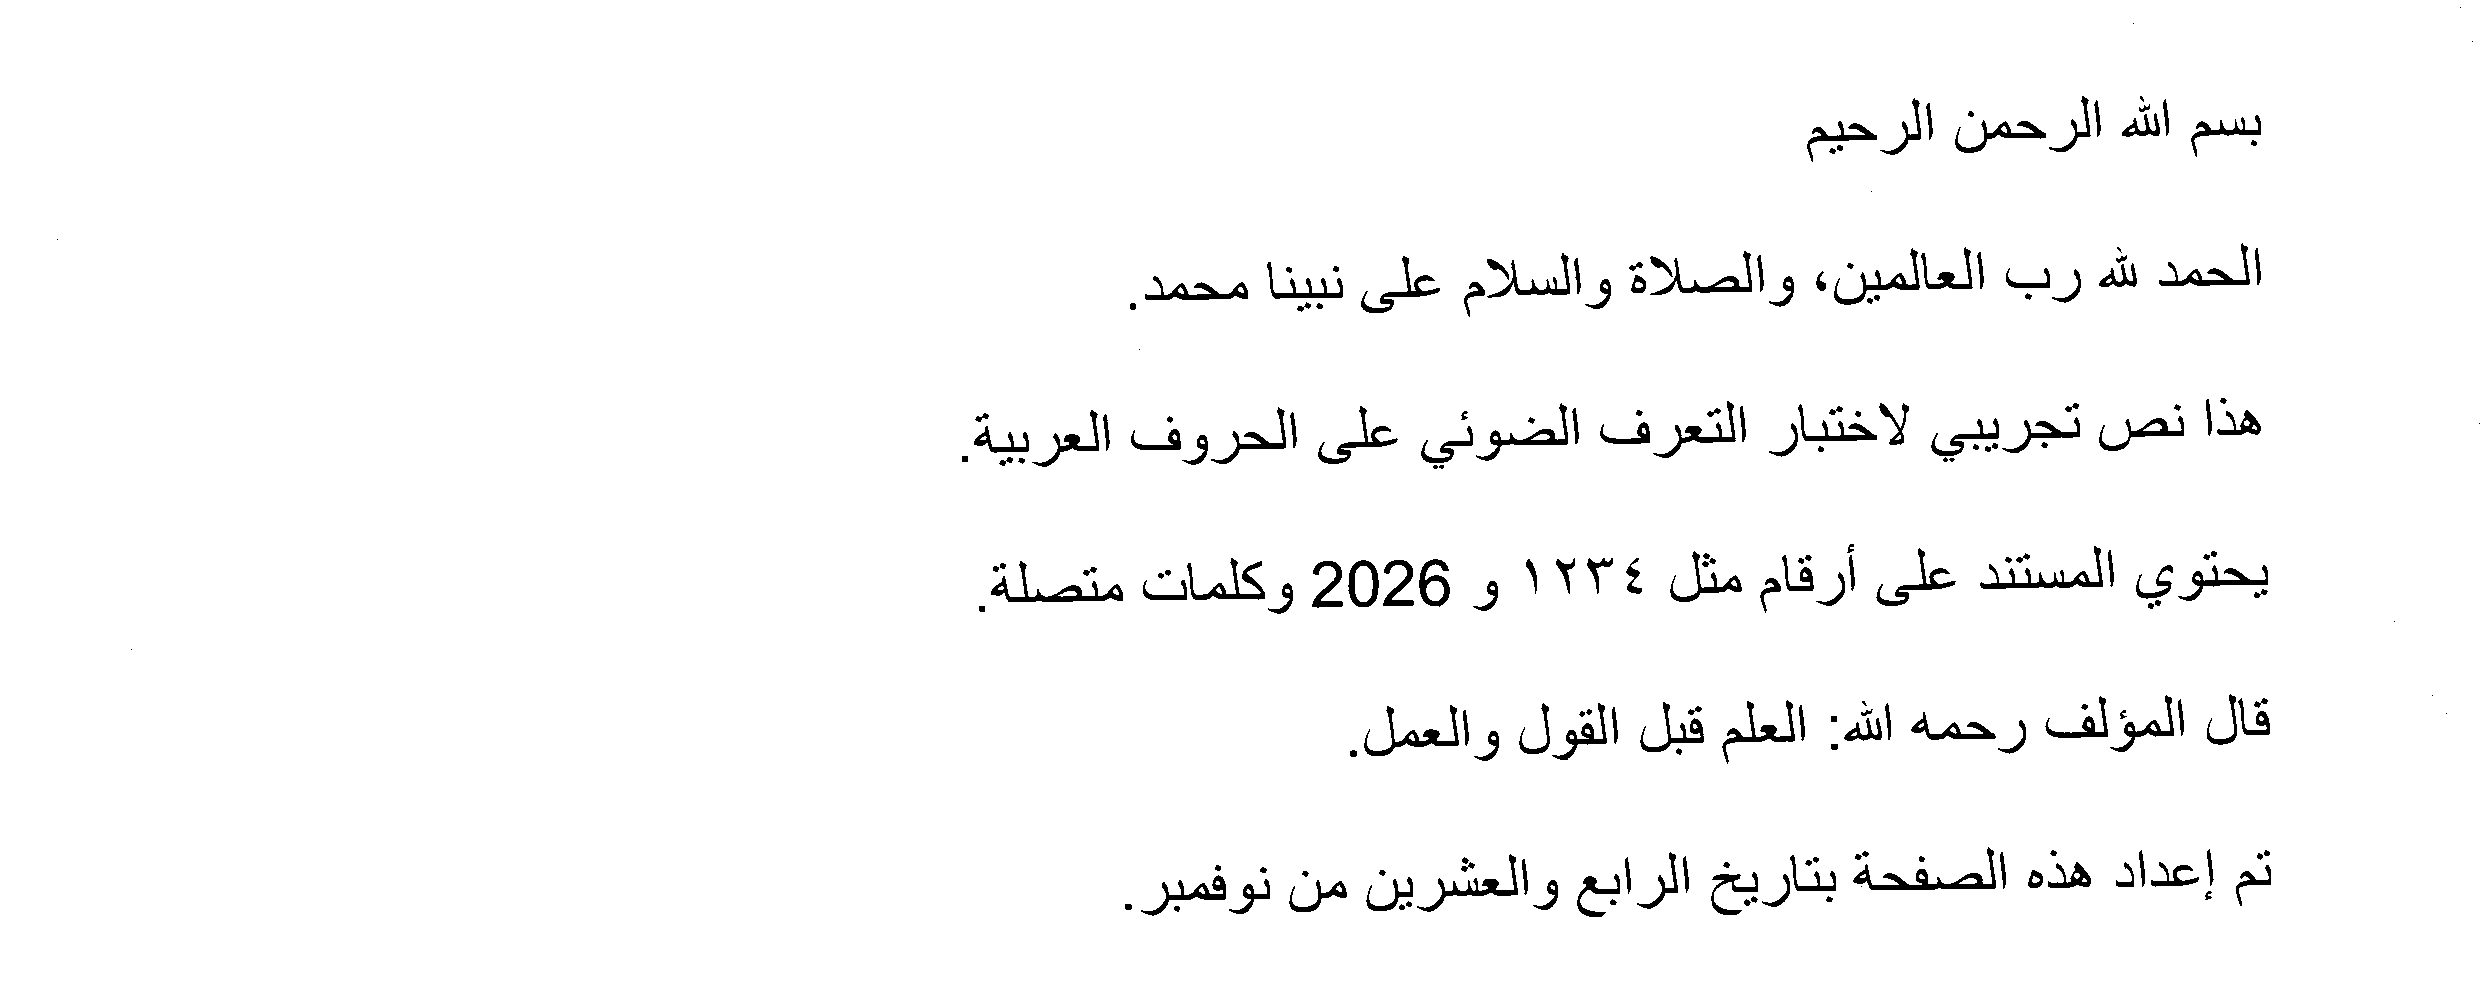 بسم الله الرحمن الرحيم
الحمد لله رب العالمين، والصلاة والسلام على نبينا محمد.
هذا نص تجريبي لاختبار التعرف الضوئي على الحروف العربية.
يحتوي المستند على أرقام مثل ١٢٣٤ و 2026 وكلمات متصلة.
قال المؤلف رحمه الله: العلم قبل القول والعمل.
تم إعداد هذه الصفحة بتاريخ الرابع والعشرين من نوفمبر.